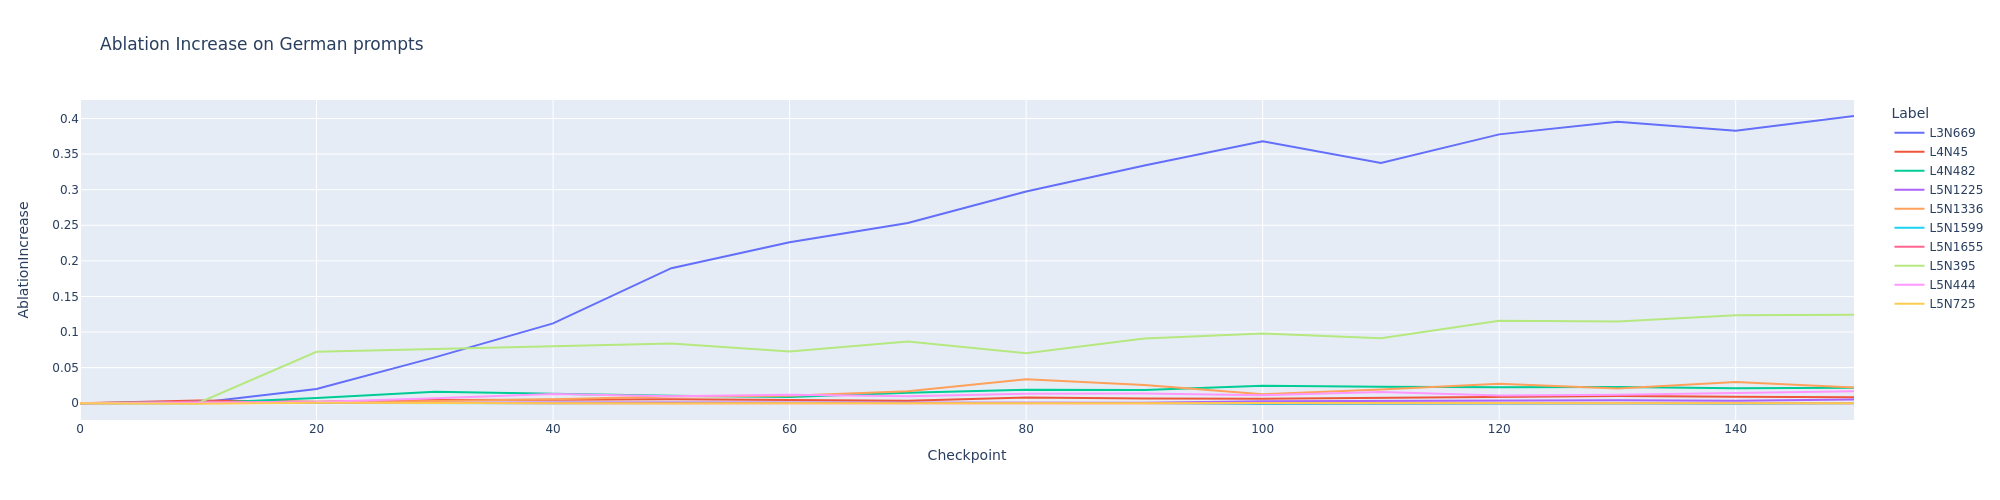 Ablation Increase on German prompts
AblationIncrease
0.4
0.35
0.3
0.25
0.2
0.15
0.1
0.05
0
0 20 40 60 80 100 120 140
Checkpoint
Label
L3N669
L4N45
L4N482
L5N1225
L5N1336
L5N1599
L5N1655
L5N395
L5N444
L5N725